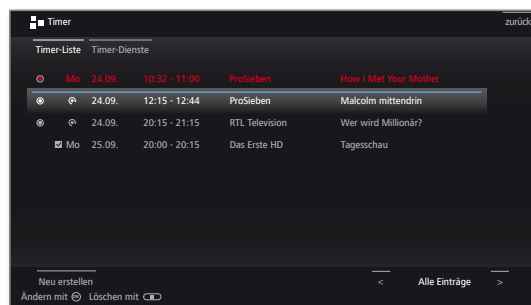 Timer
zurück
Timer-Liste Timer-Dienste
Mo 24.09. 10:32 - 11:00 ProSieben How I Met Your Mother
24.09. 12:15 - 12:44 ProSieben Malcolm mittendrin
24.09. 20:15 - 21:15 RTL Television Wer wird Millionär?
Mo 25.09. 20:00 - 20:15 Das Erste HD Tagesschau
Neu erstellen < Alle Einträge >
Ändern mit OK Löschen mit